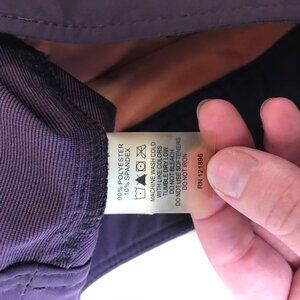 90% POLYESTER
10% SPANDEX
MACHINE WASH COLD
WITH LIKE COLORS
TUMBLE DRY LOW
DO NOT BLEACH
DO NOT USE SOFTENERS
DO NOT IRON
RN 121896